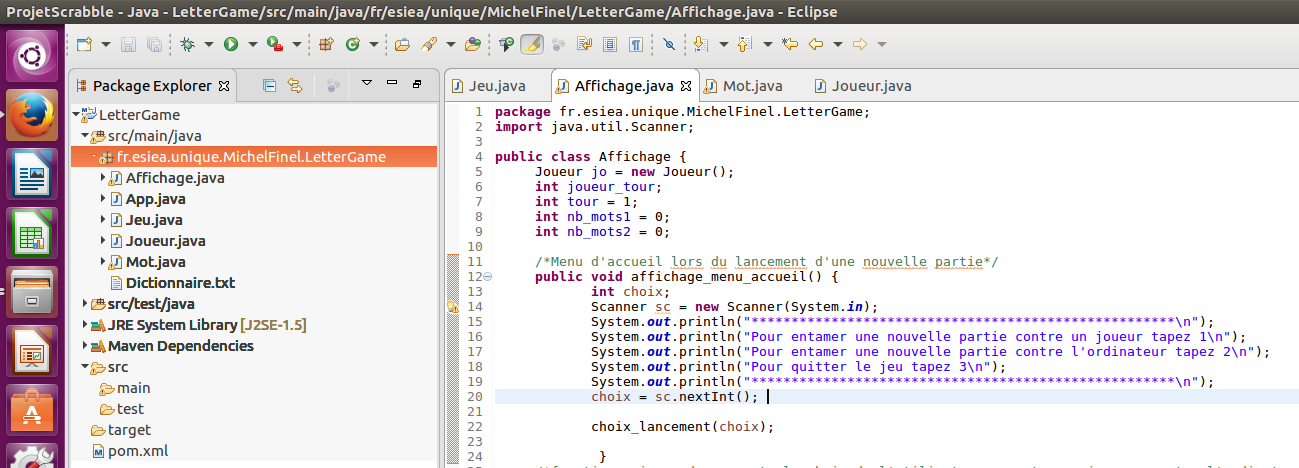 ProjetScrabble - Java - LetterGame/src/main/java/fr/esiea/unique/MichelFinel/LetterGame/Affichage.java - Eclipse
Package Explorer
LetterGame
src/main/java
fr.esiea.unique.MichelFinel.LetterGame
Affichage.java
App.java
Jeu.java
Joueur.java
Mot.java
Dictionnaire.txt
src/test/java
JRE System Library [J2SE-1.5]
Maven Dependencies
src
main
test
target
pom.xml
Jeu.java Affichage.java Mot.java Joueur.java
1 package fr.esiea.unique.MichelFinel.LetterGame;
2 import java.util.Scanner;
3
4 public class Affichage {
5 Joueur jo = new Joueur();
6 int joueur_tour;
7 int tour = 1;
8 int nb_mots1 = 0;
9 int nb_mots2 = 0;
10
11 /*Menu d'accueil lors du lancement d'une nouvelle partie*/
12 public void affichage_menu_accueil() {
13 int choix;
14 Scanner sc = new Scanner(System.in);
15 System.out.println("*****************************************************\n");
16 System.out.println("Pour entamer une nouvelle partie contre un joueur tapez 1\n");
17 System.out.println("Pour entamer une nouvelle partie contre l'ordinateur tapez 2\n");
18 System.out.println("Pour quitter le jeu tapez 3\n");
19 System.out.println("*****************************************************\n");
20 choix = sc.nextInt();
21
22 choix_lancement(choix);
23
24 }